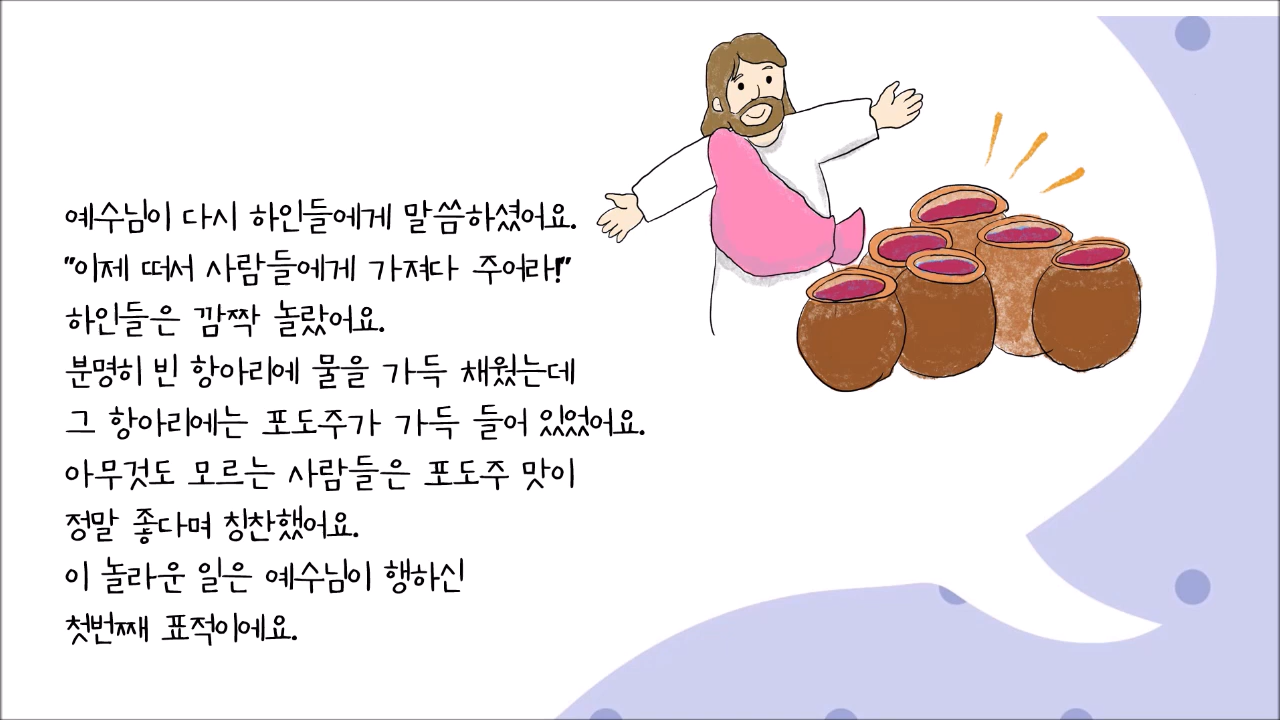 예수님이 다시 하인들에게 말씀하셨어요.
"이제 떠서 사람들에게 가져다 주어라!"
하인들은 깜짝 놀랐어요.
분명히 빈 항아리에 물을 가득 채웠는데
그 항아리에는 포도주가 가득 들어 있었어요.
아무것도 모르는 사람들은 포도주 맛이
정말 좋다며 칭찬했어요.
이 놀라운 일은 예수님이 행하신
첫번째 표적이에요.